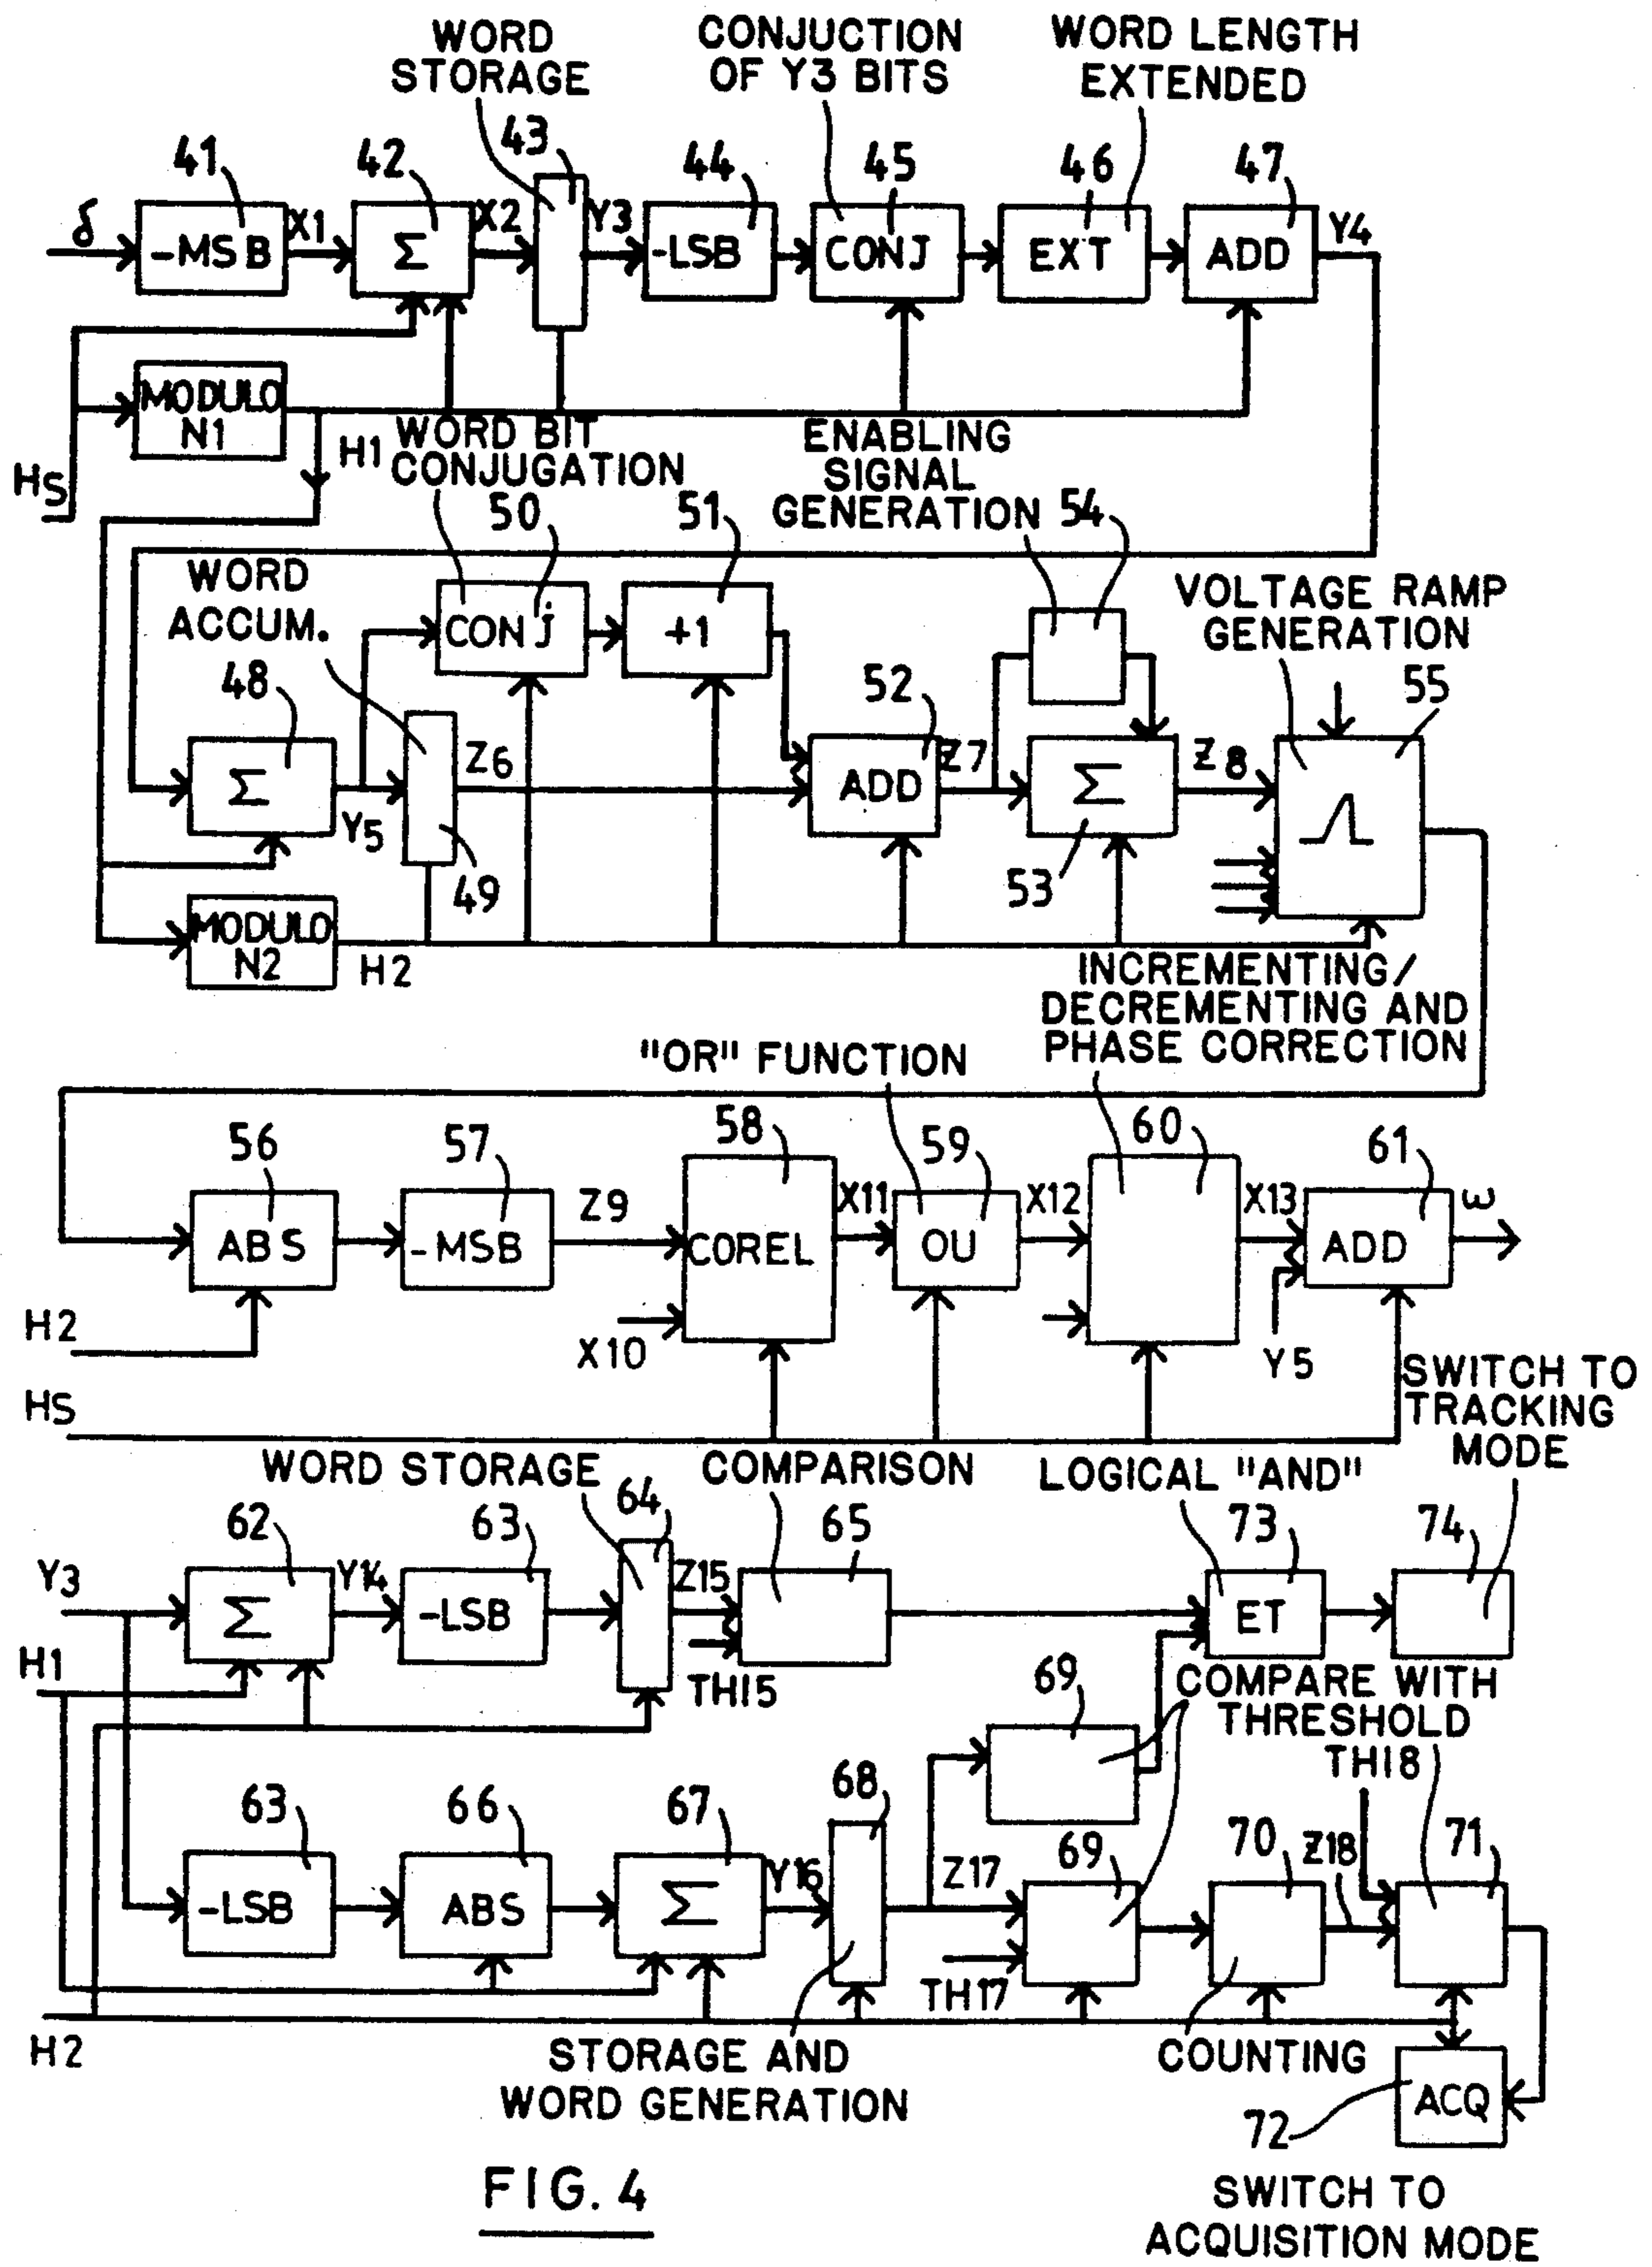 WORD
STORAGE
CONJUCTION
OF Y3 BITS
WORD LENGTH
EXTENDED
41
42
43
44
45
46
47
δ
-MSB
X1
Σ
X2
Y3
-LSB
CONJ
EXT
ADD
Y4
MODULO
N1
HS
H1
WORD BIT
CONJUGATION
ENABLING
SIGNAL
GENERATION
50
51
54
WORD
ACCUM.
CONJ
+1
VOLTAGE RAMP
GENERATION
48
52
55
Σ
Y5
Z6
ADD
Z7
Σ
Z8
49
53
MODULO
N2
H2
INCREMENTING/
DECREMENTING AND
PHASE CORRECTION
"OR" FUNCTION
56
57
58
59
60
61
ABS
-MSB
Z9
COREL
X11
OU
X12
X13
ADD
ω
H2
X10
Y5
HS
SWITCH TO
TRACKING
MODE
WORD STORAGE
COMPARISON
LOGICAL "AND"
62
63
64
65
73
74
Y3
Σ
Y14
-LSB
Z15
ET
H1
TH15
69
COMPARE WITH
THRESHOLD
TH18
63
66
67
68
69
70
Z18
71
-LSB
ABS
Σ
Y16
Z17
TH17
H2
STORAGE AND
WORD GENERATION
COUNTING
ACQ
72
FIG. 4
SWITCH TO
ACQUISITION MODE